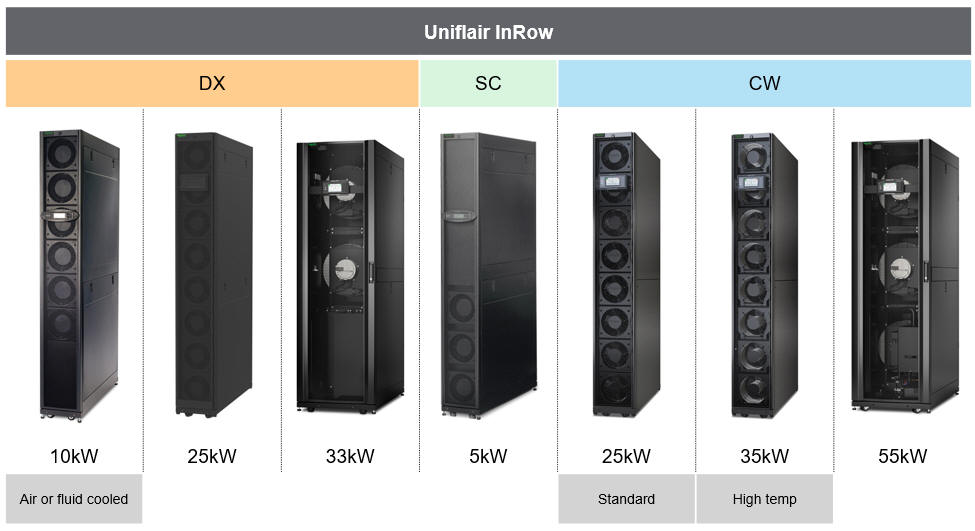 Uniflair InRow
DX
SC
CW
10kW
25kW
33kW
5kW
25kW
35kW
55kW
Air or fluid cooled
Standard
High temp